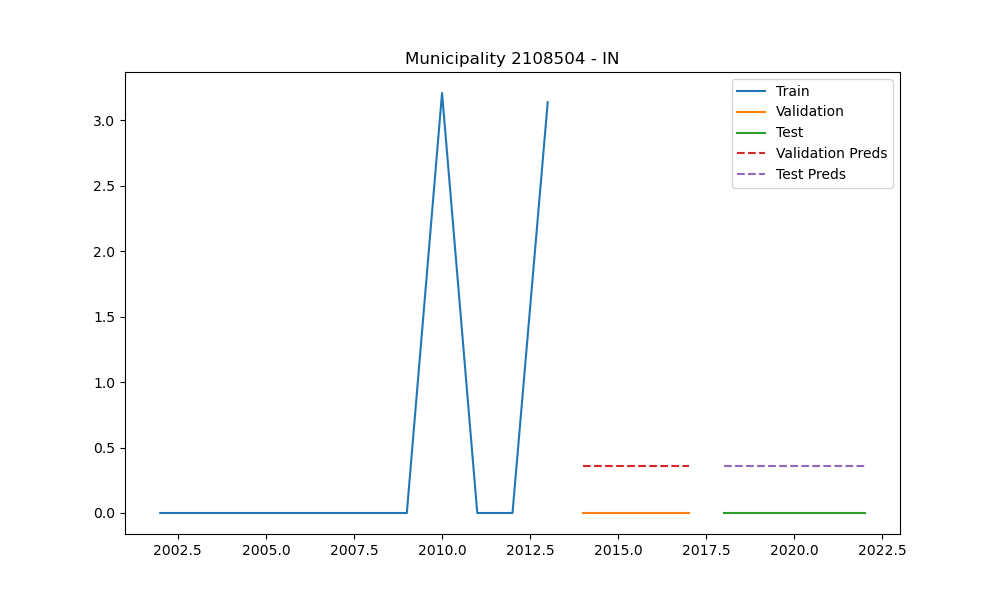 Municipality 2108504 - IN
Train
Validation
Test
Validation Preds
Test Preds
3.0
2.5
2.0
1.5
1.0
0.5
0.0
2002.5 2005.0 2007.5 2010.0 2012.5 2015.0 2017.5 2020.0 2022.5